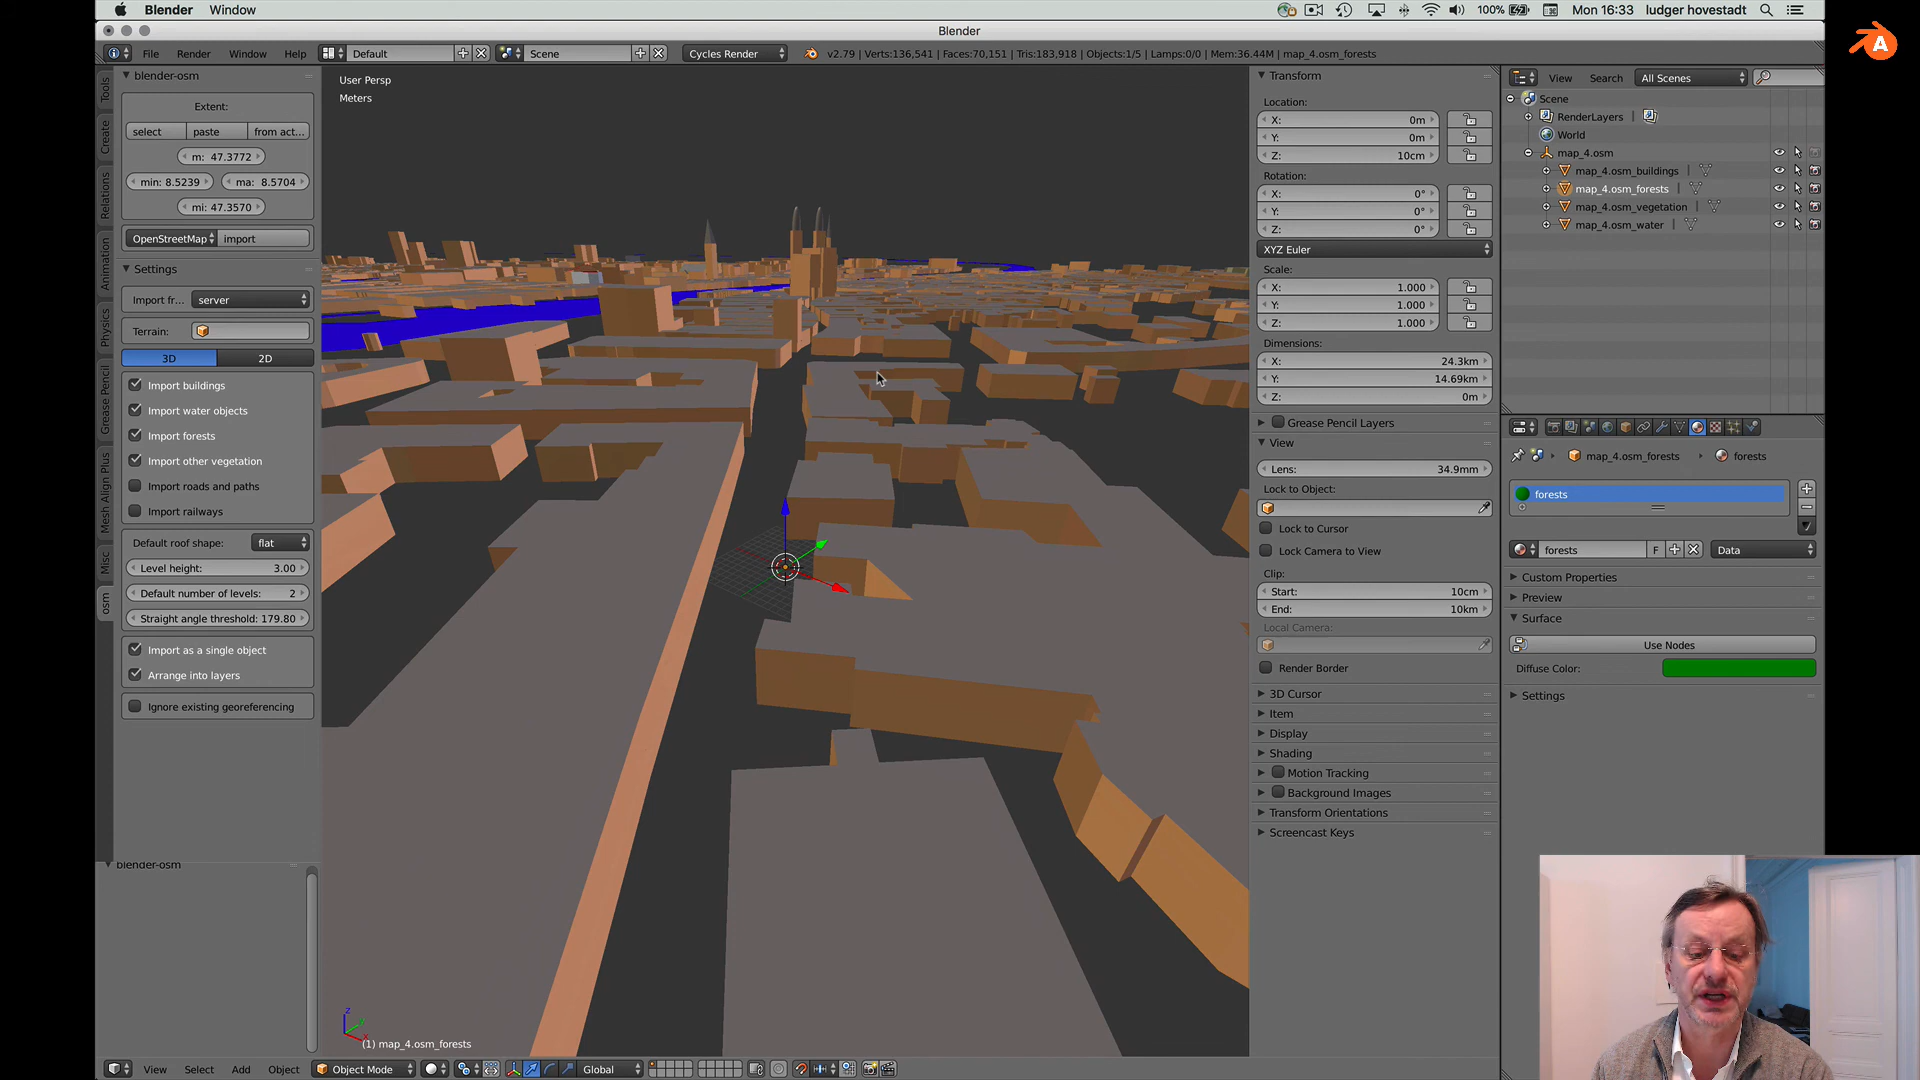 Blender Window 100% Mon 16:33 ludger hovestadt
Blender
File Render Window Help Default Scene Cycles Render v2.79 | Verts:136,541 | Faces:70,151 | Tris:183,918 | Objects:1/5 | Lamps:0/0 | Mem:36.44M | map_4.osm_forests
Tools
Create
Relations
Animation
Physics
Grease Pencil
Mesh Align Plus
Misc
osm
blender-osm
Extent:
select paste from act...
m: 47.3772
min: 8.5239 ma: 8.5704
mi: 47.3570
OpenStreetMap import
Settings
Import fr... server
Terrain:
3D 2D
Import buildings
Import water objects
Import forests
Import other vegetation
Import roads and paths
Import railways
Default roof shape: flat
Level height: 3.00
Default number of levels: 2
Straight angle threshold: 179.80
Import as a single object
Arrange into layers
Ignore existing georeferencing
blender-osm
User Persp
Meters
z
(1) map_4.osm_forests
View Select Add Object Object Mode Global
Transform
Location:
X: 0m
Y: 0m
Z: 10cm
Rotation:
X: 0°
Y: 0°
Z: 0°
XYZ Euler
Scale:
X: 1.000
Y: 1.000
Z: 1.000
Dimensions:
X: 24.3km
Y: 14.69km
Z: 0m
Grease Pencil Layers
View
Lens: 34.9mm
Lock to Object:
Lock to Cursor
Lock Camera to View
Clip:
Start: 10cm
End: 10km
Local Camera:
Render Border
3D Cursor
Item
Display
Shading
Motion Tracking
Background Images
Transform Orientations
Screencast Keys
View Search All Scenes
Scene
RenderLayers
World
map_4.osm
map_4.osm_buildings
map_4.osm_forests
map_4.osm_vegetation
map_4.osm_water
map_4.osm_forests forests
forests
forests F Data
Custom Properties
Preview
Surface
Use Nodes
Diffuse Color:
Settings
A